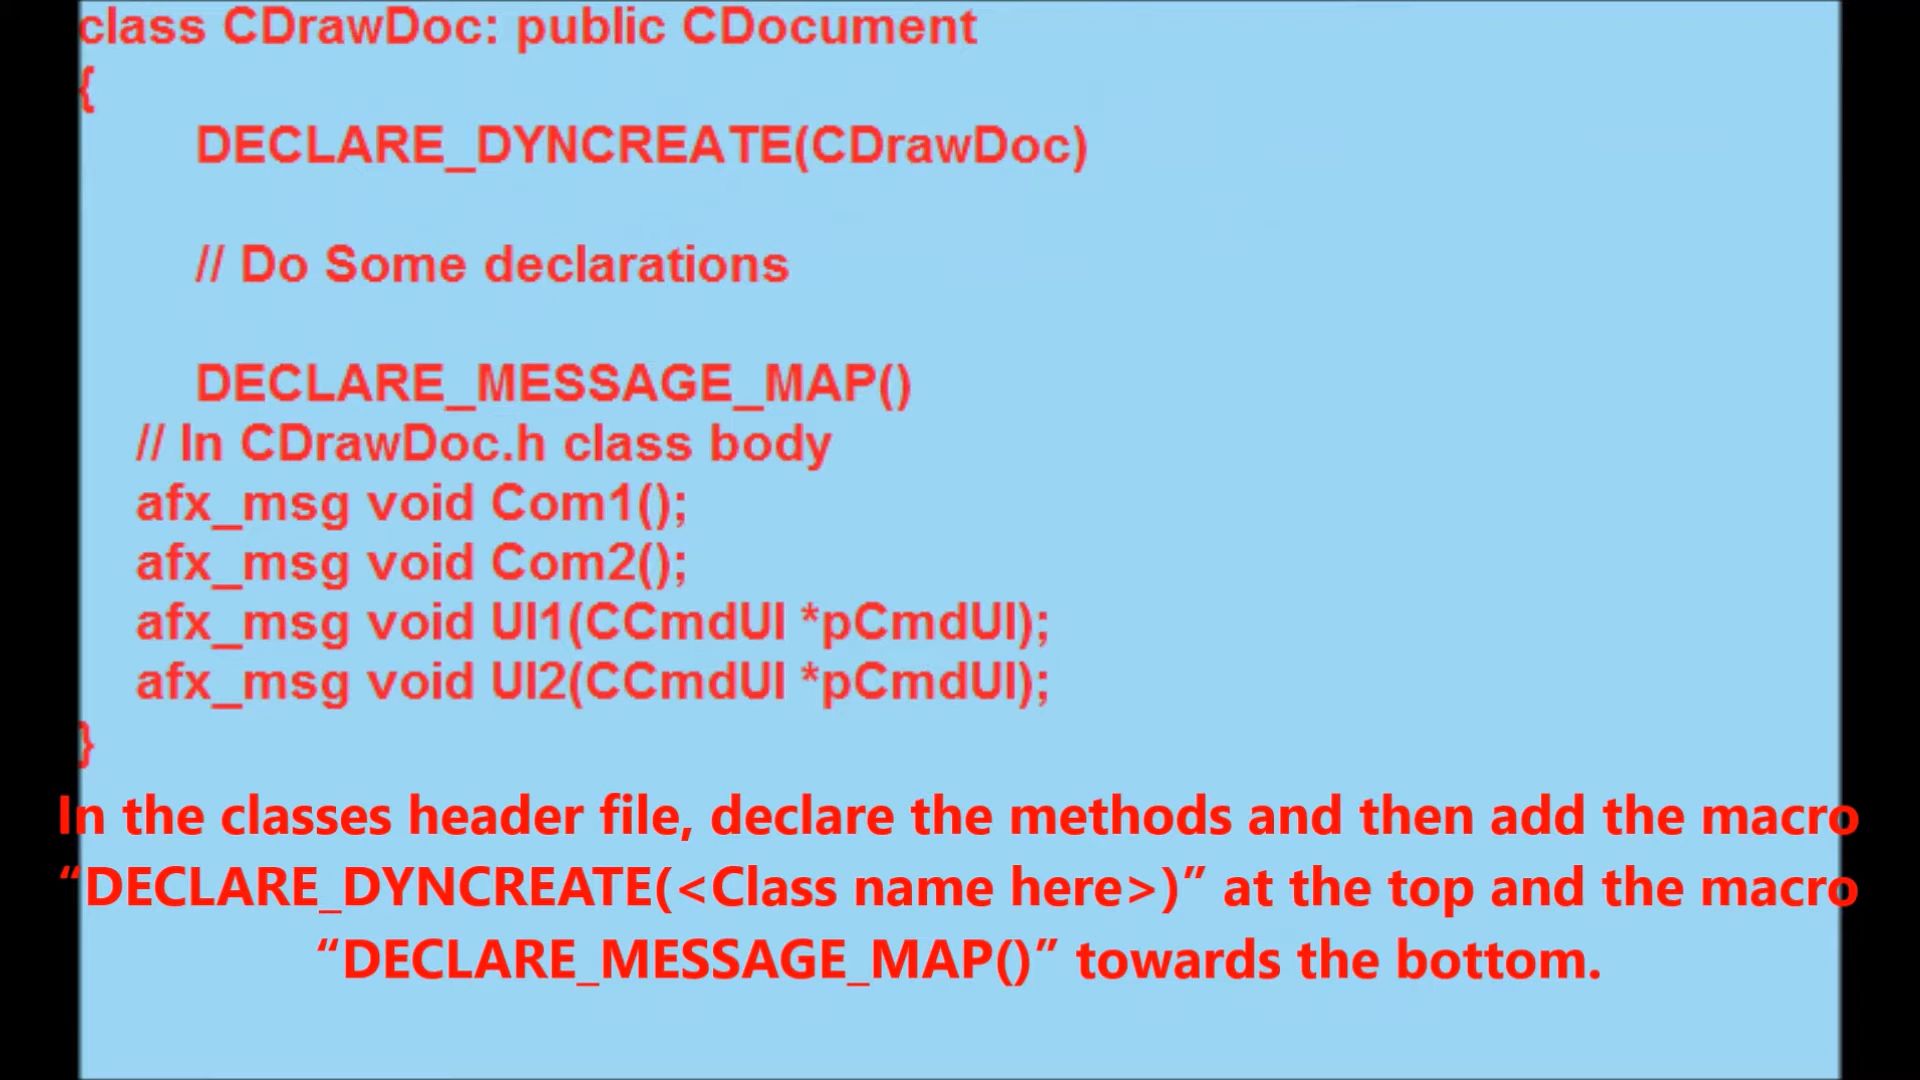 class CDrawDoc: public CDocument
{
DECLARE_DYNCREATE(CDrawDoc)
// Do Some declarations
DECLARE_MESSAGE_MAP()
// In CDrawDoc.h class body
afx_msg void Com1();
afx_msg void Com2();
afx_msg void UI1(CCmdUI *pCmdUI);
afx_msg void UI2(CCmdUI *pCmdUI);
}
In the classes header file, declare the methods and then add the macro
“DECLARE_DYNCREATE(<Class name here>)” at the top and the macro
“DECLARE_MESSAGE_MAP()” towards the bottom.